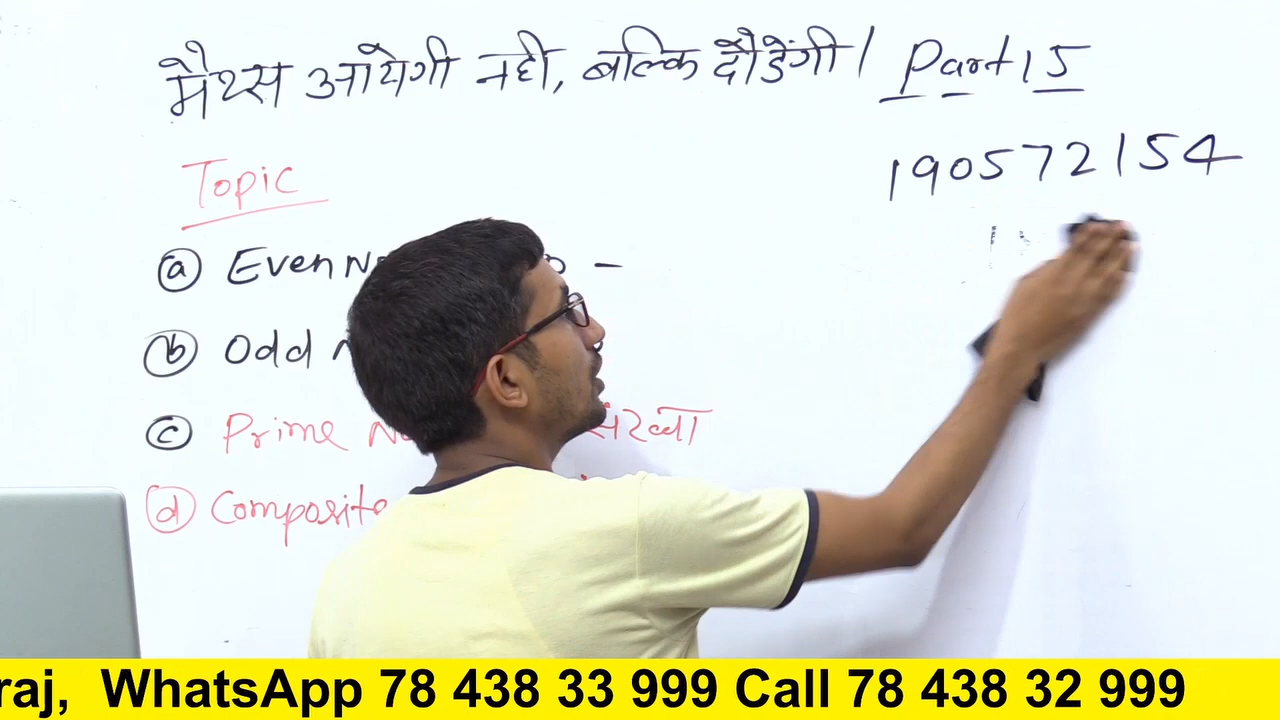 मैथ्स आयेगी नही, बल्कि दौडेंगी। Part 15
190572154
Topic
(a) Even N –
(b) Odd
(c) Prime No संख्या
(d) Composite
raj, WhatsApp 78 438 33 999 Call 78 438 32 999